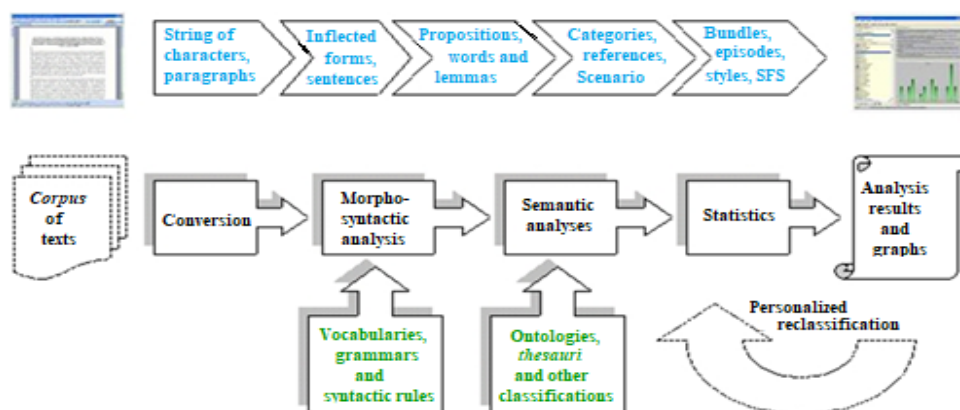 String of
characters,
paragraphs
Inflected
forms,
sentences
Propositions,
words and
lemmas
Categories,
references,
Scenario
Bundles,
episodes,
styles, SFS
Corpus
of
texts
Conversion
Morpho-
syntactic
analysis
Semantic
analyses
Statistics
Analysis
results
and
graphs
Vocabularies,
grammars
and
syntactic rules
Ontologies,
thesauri
and other
classifications
Personalized
reclassification